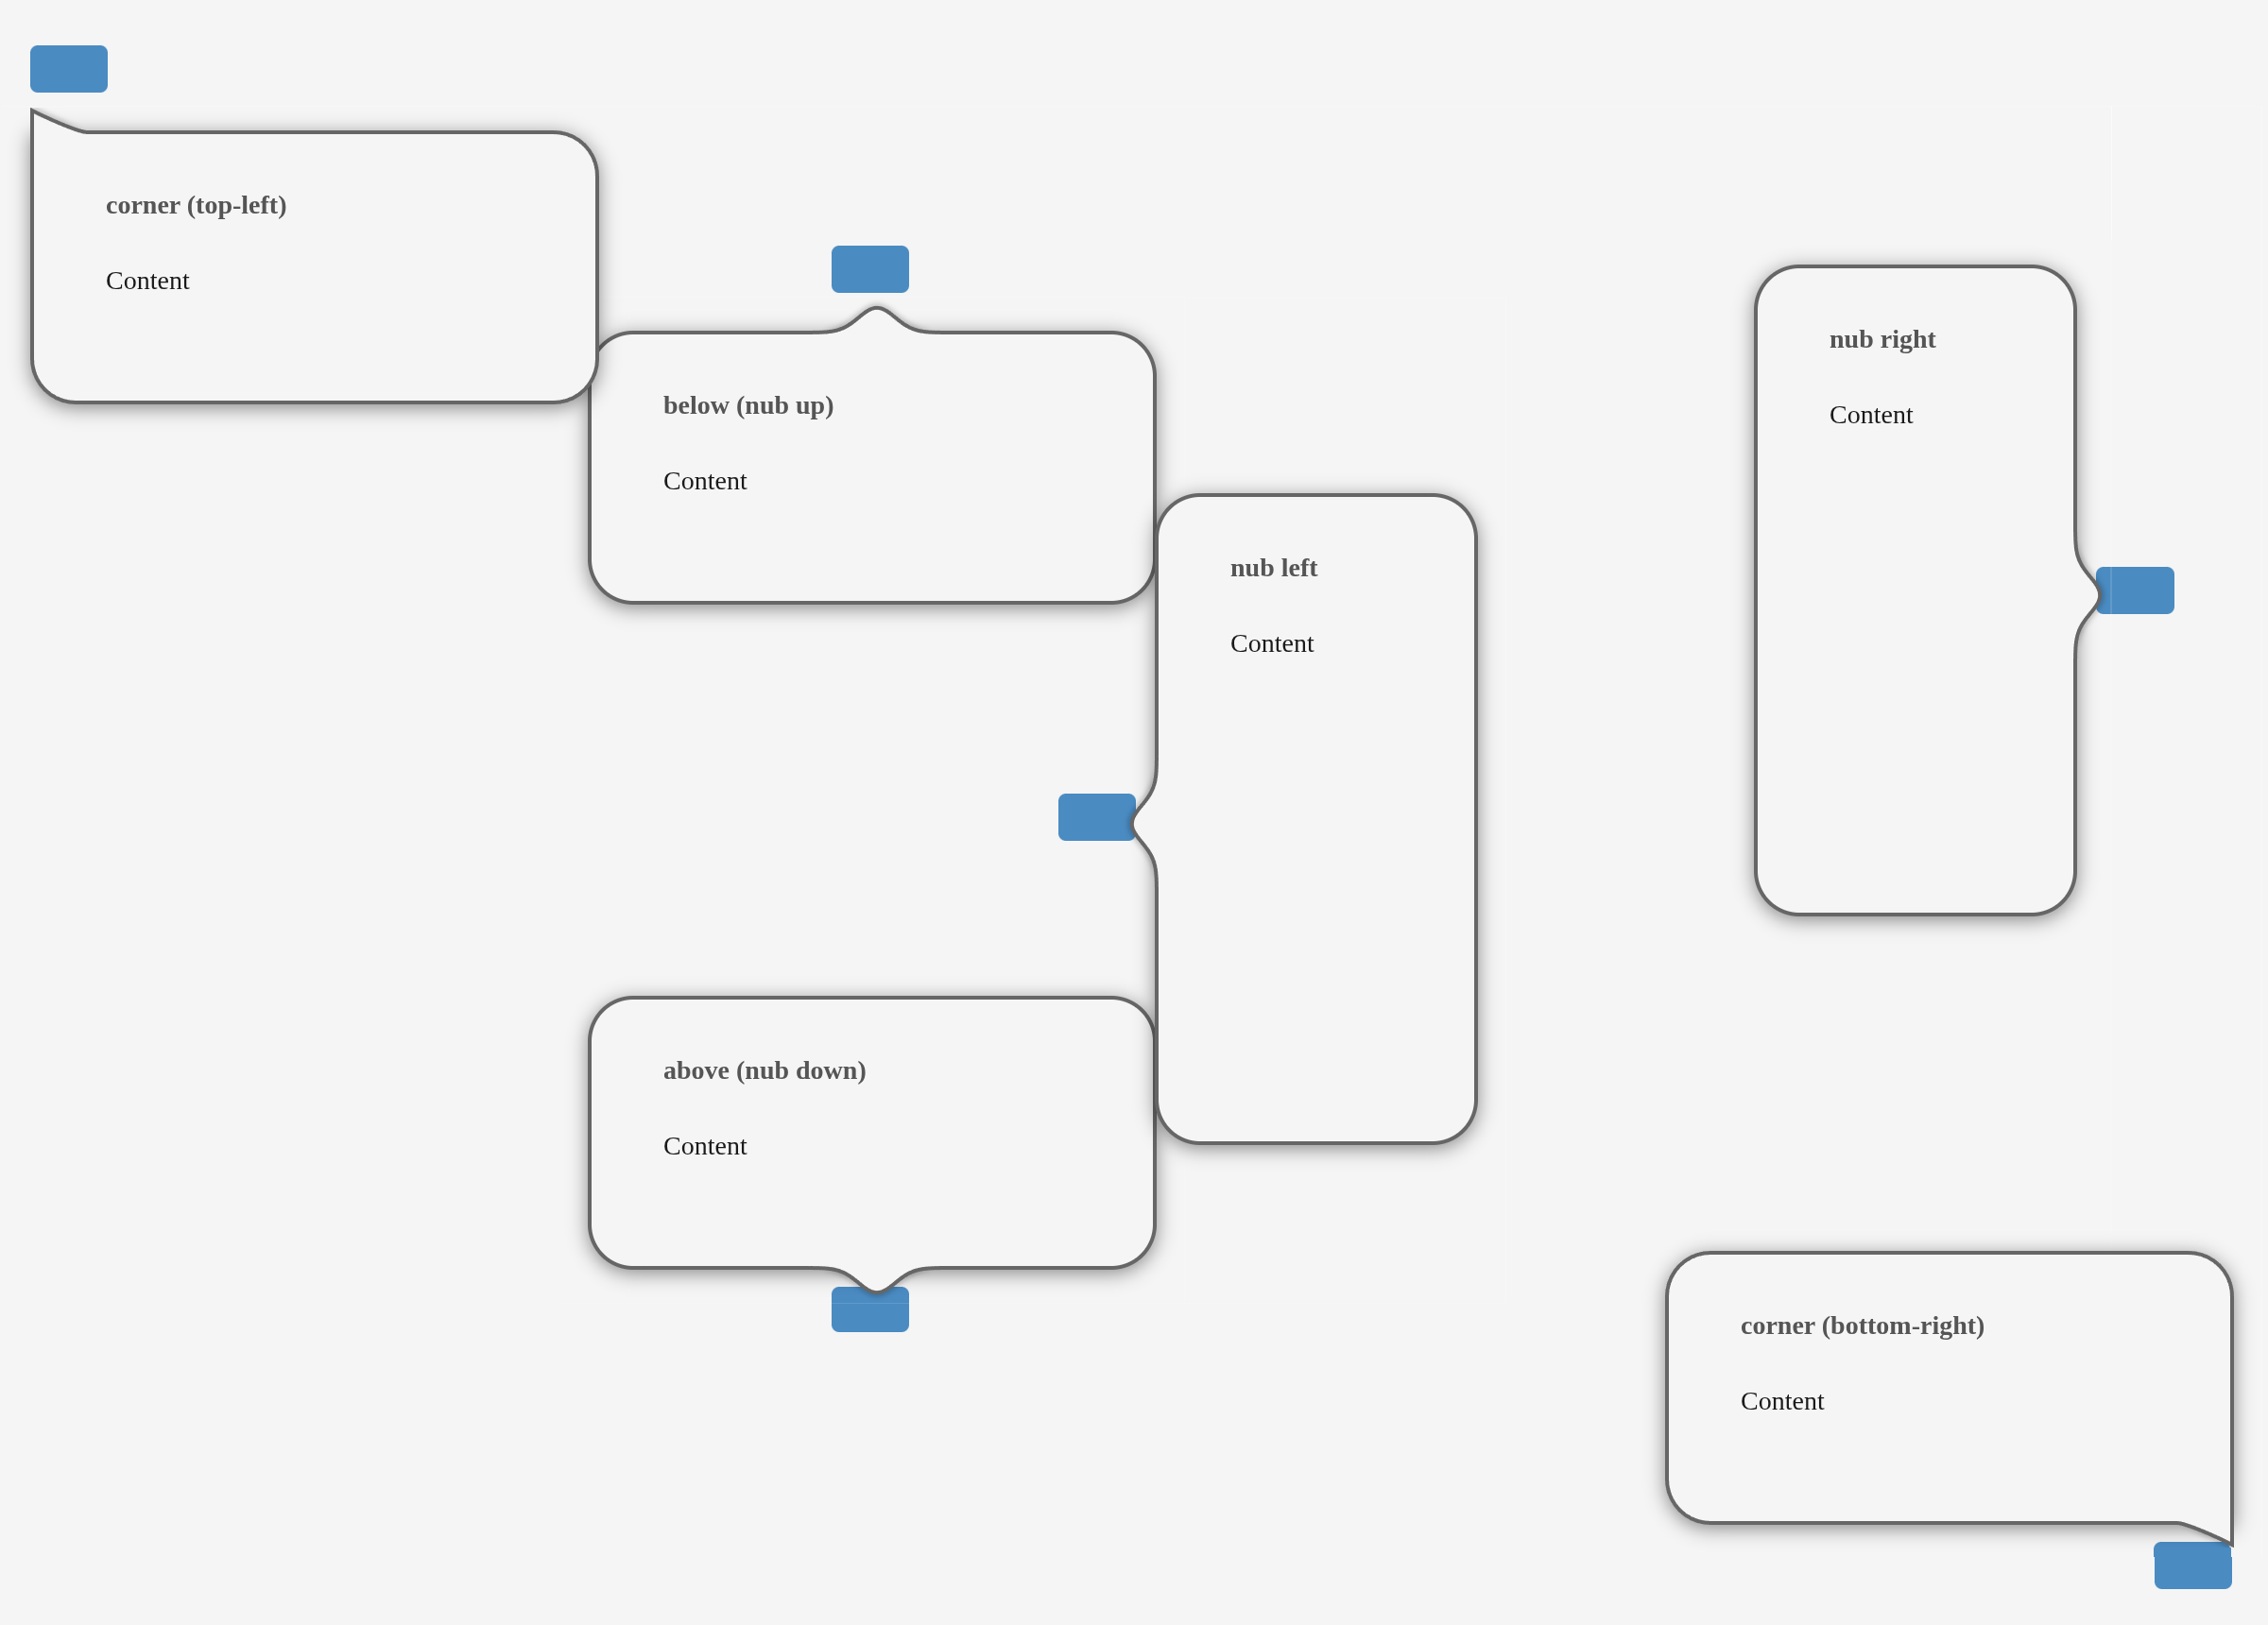 corner (top-left)
Content
below (nub up)
Content
nub left
Content
nub right
Content
above (nub down)
Content
corner (bottom-right)
Content